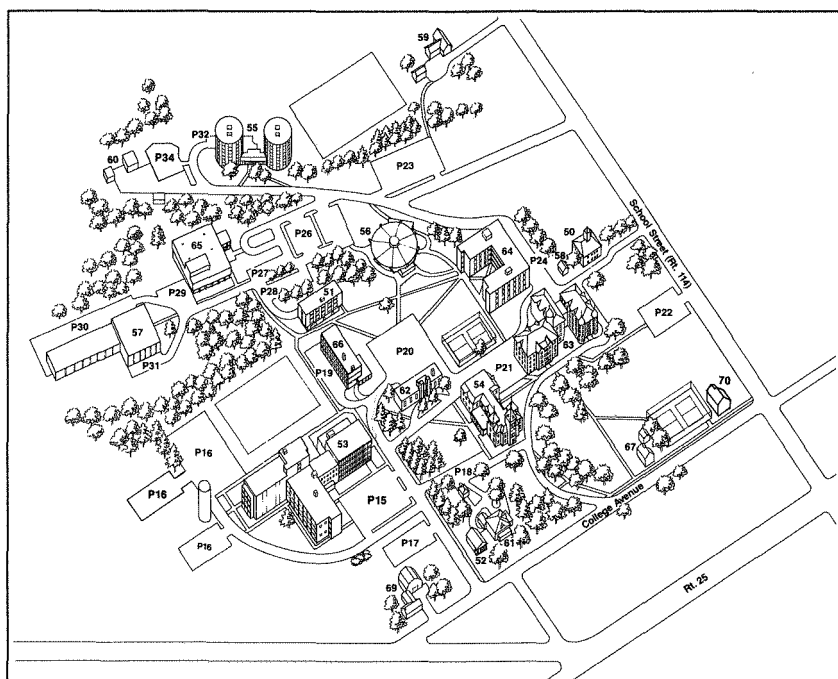 59
55
P32
60
P34
P23
School Street (Rt. 114)
50
56
P26
64
58
P24
65
P27
51
P29
P28
P22
P30
57
66
P20
63
P31
P19
P21
70
62
54
53
67
P16
P18
P16
P15
College Avenue
61
P16
P17
52
Rt. 25
69